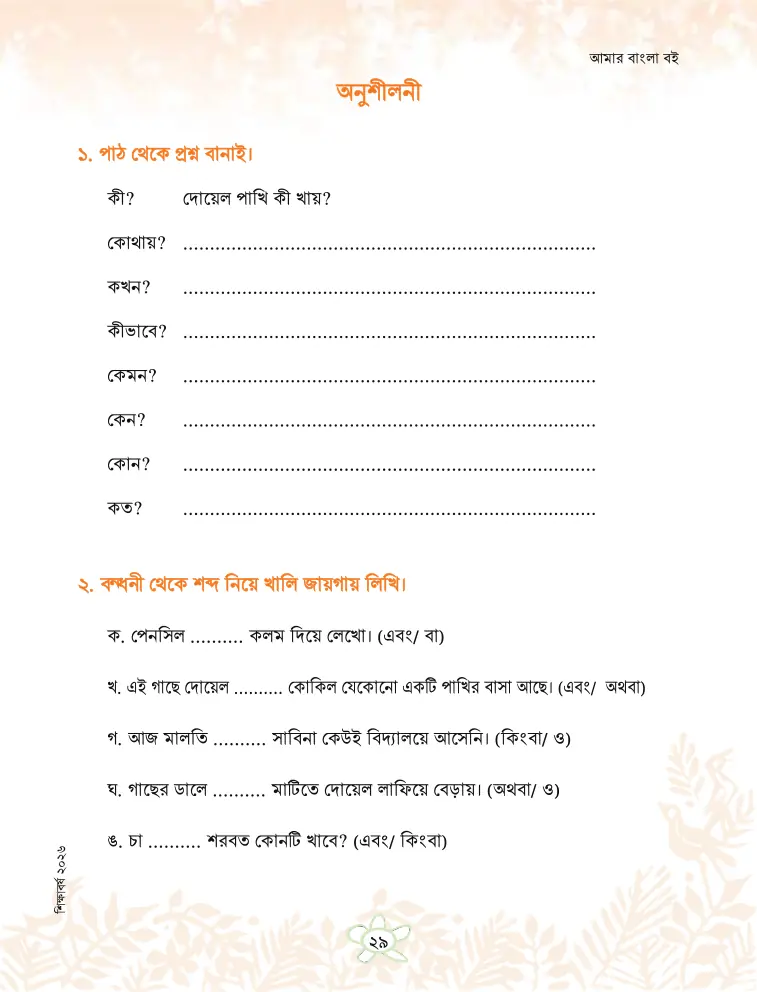 আমার বাংলা বই
অনুশীলনী
১. পাঠ থেকে প্রশ্ন বানাই।
কী? দোয়েল পাখি কী খায়?
কোথায়? ..............................................................................
কখন? ..............................................................................
কীভাবে? ..............................................................................
কেমন? ..............................................................................
কেন? ..............................................................................
কোন? ..............................................................................
কত? ..............................................................................
২. বন্ধনী থেকে শব্দ নিয়ে খালি জায়গায় লিখি।
ক. পেনসিল .......... কলম দিয়ে লেখো। (এবং/ বা)
খ. এই গাছে দোয়েল .......... কোকিল যেকোনো একটি পাখির বাসা আছে। (এবং/ অথবা)
গ. আজ মালতি .......... সাবিনা কেউই বিদ্যালয়ে আসেনি। (কিংবা/ ও)
ঘ. গাছের ডালে .......... মাটিতে দোয়েল লাফিয়ে বেড়ায়। (অথবা/ ও)
ঙ. চা .......... শরবত কোনটি খাবে? (এবং/ কিংবা)
শিক্ষাবর্ষ ২০২৬
২৯